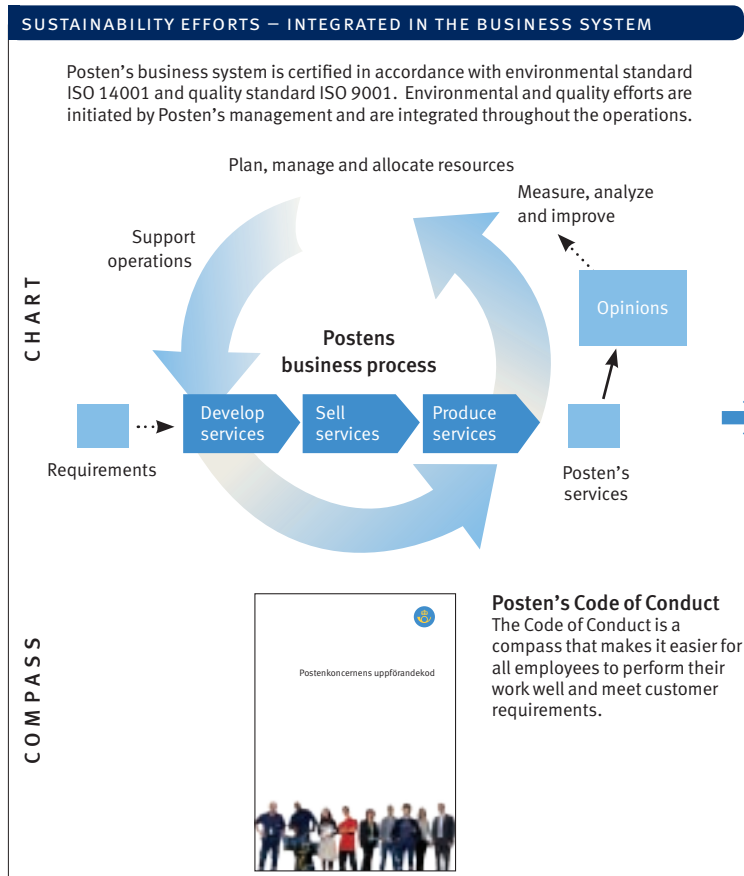 SUSTAINABILITY EFFORTS – INTEGRATED IN THE BUSINESS SYSTEM
Posten's business system is certified in accordance with environmental standard
ISO 14001 and quality standard ISO 9001. Environmental and quality efforts are
initiated by Posten's management and are integrated throughout the operations.
CHART
Plan, manage and allocate resources
Measure, analyze
and improve
Support
operations
Opinions
Postens
business process
Develop
services
Sell
services
Produce
services
Requirements
Posten's
services
COMPASS
Postenkoncernens uppförandekod
Posten's Code of Conduct
The Code of Conduct is a
compass that makes it easier for
all employees to perform their
work well and meet customer
requirements.